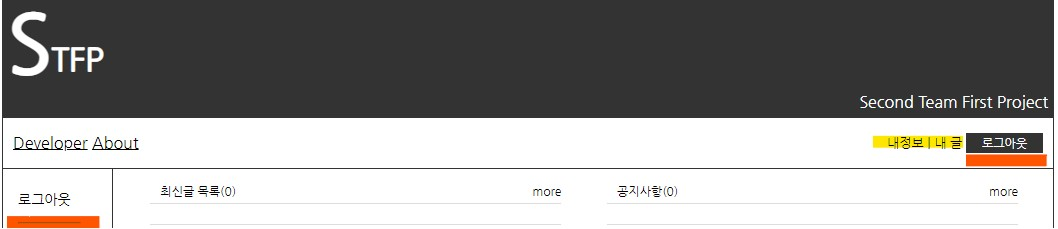 STFP
Second Team First Project
Developer About
내정보 | 내 글 로그아웃
로그아웃
최신글 목록(0) more
공지사항(0) more